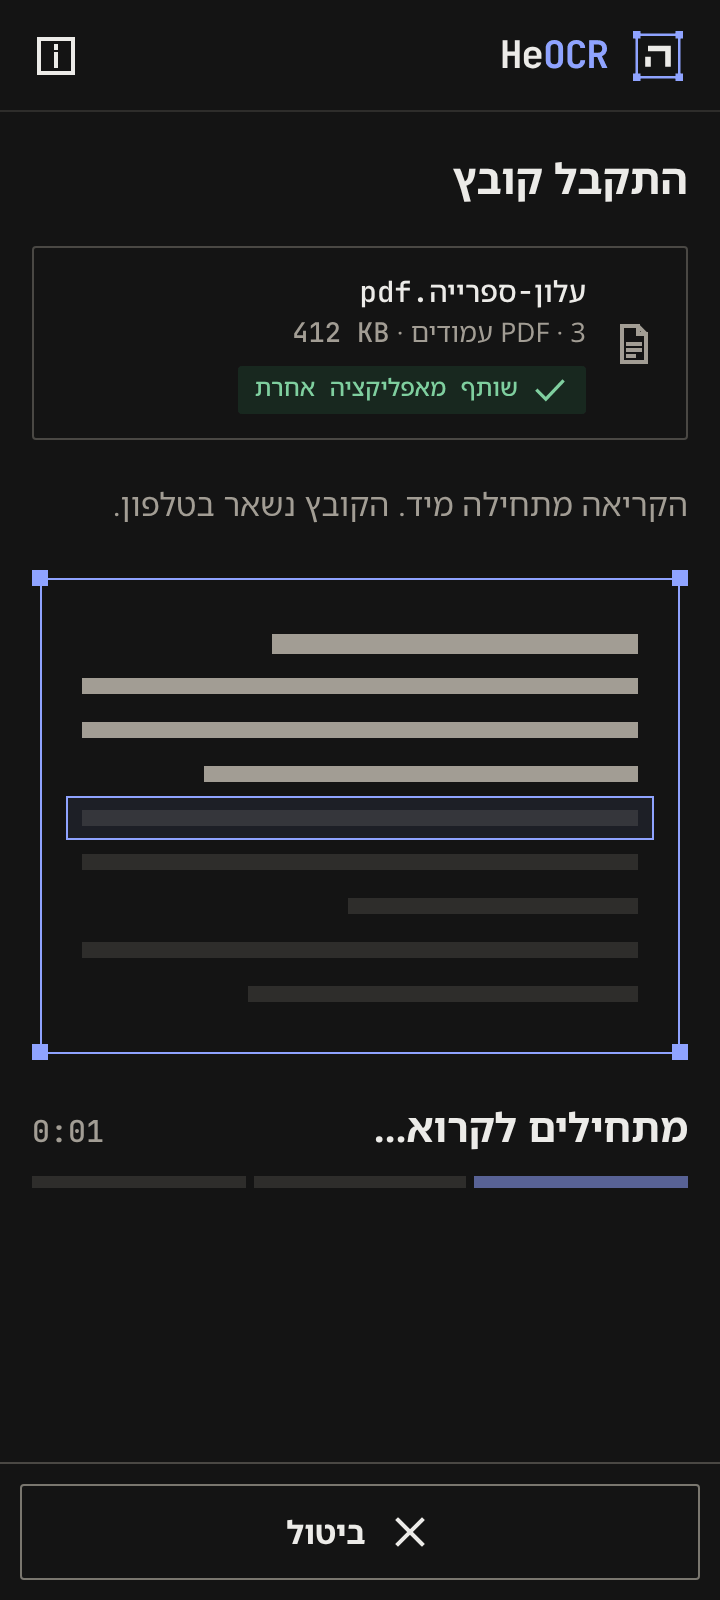 HeOCR ה
התקבל קובץ
עלון-ספרייה.pdf
PDF · 3 עמודים · 412 KB
שותף מאפליקציה אחרת
הקריאה מתחילה מיד. הקובץ נשאר בטלפון.
מתחילים לקרוא...
0:01
ביטול